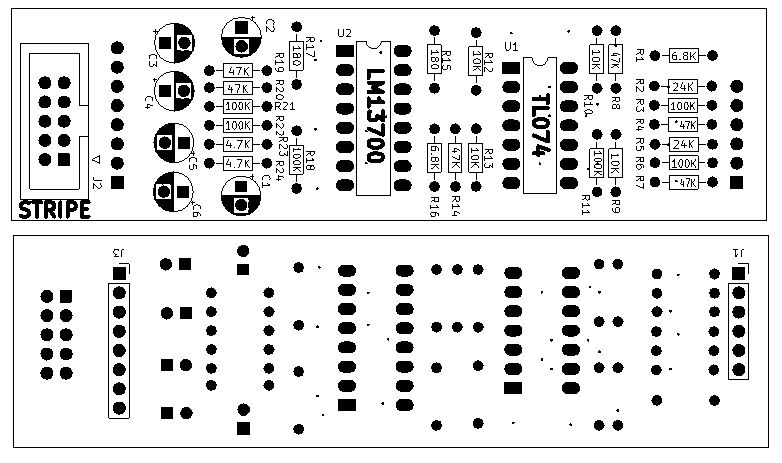 C2
C3
C4
C5
C6
C1
R19
47K
R20
47K
R21
100K
R22
100K
R23
4.7K
R24
4.7K
R17
180
R18
100K
U2
LM13700
R15
180
R12
10K
R16
6.8K
R14
47K
R13
10K
U1
TL074
R10
10K
R8
47K
R11
100K
R9
10K
R1
6.8K
R2
24K
R3
100K
R4
47K
R5
24K
R6
100K
R7
47K
J2
STRIPE
J3
J1